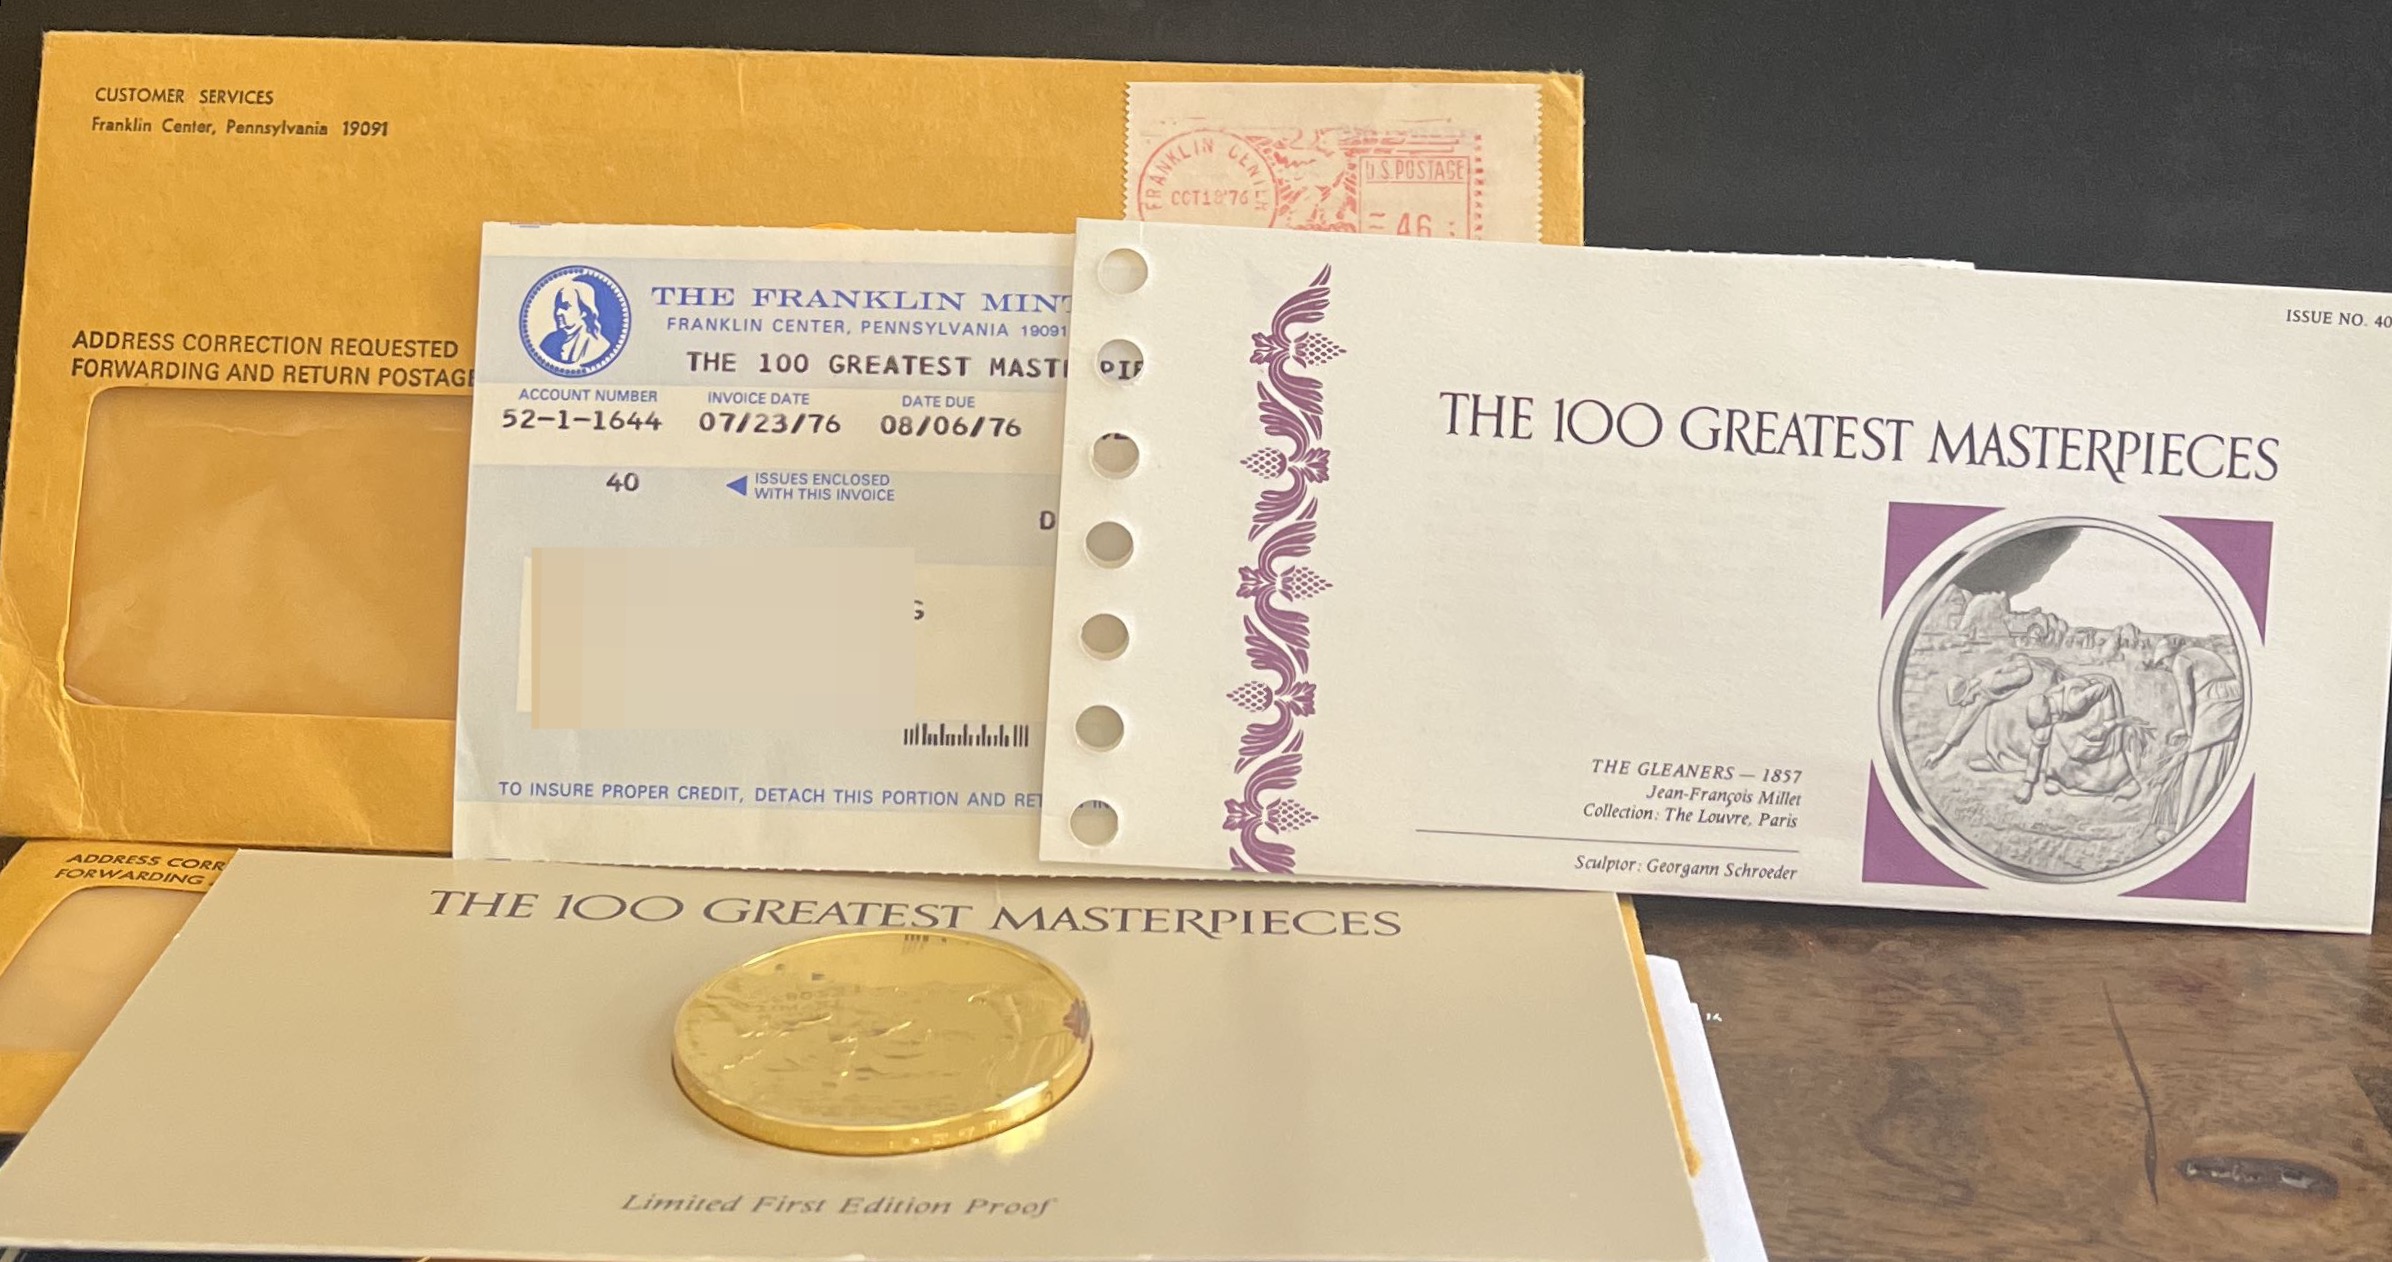 CUSTOMER SERVICES
Franklin Center, Pennsylvania 19091
FRANKLIN CENTER
OCT18'76
U.S.POSTAGE
46
ADDRESS CORRECTION REQUESTED
FORWARDING AND RETURN POSTAGE
THE FRANKLIN MINT
FRANKLIN CENTER, PENNSYLVANIA 19091
THE 100 GREATEST MAST PIE
ACCOUNT NUMBER INVOICE DATE DATE DUE
52-1-1644 07/23/76 08/06/76
40 ISSUES ENCLOSED
WITH THIS INVOICE
D
S
TO INSURE PROPER CREDIT, DETACH THIS PORTION AND RET
ISSUE NO. 40
THE 100 GREATEST MASTERPIECES
THE GLEANERS — 1857
Jean-François Millet
Collection: The Louvre, Paris
Sculptor: Georgann Schroeder
ADDRESS CORR
FORWARDING
THE 100 GREATEST MASTERPIECES
Limited First Edition Proof